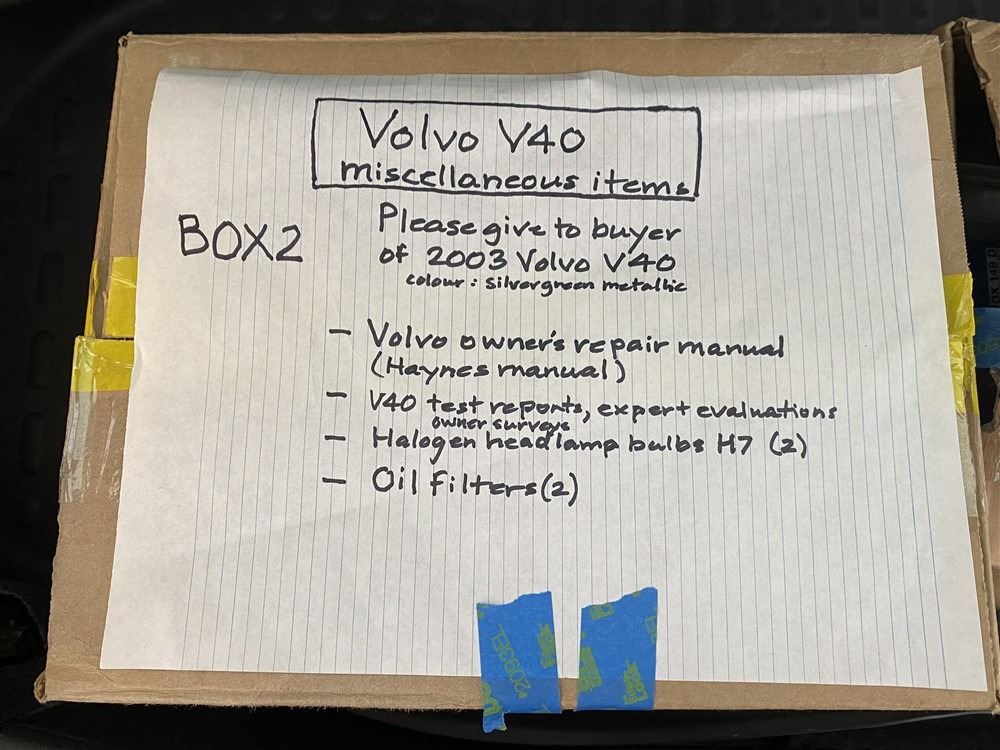 Volvo V40
miscellaneous items
BOX2
Please give to buyer
of 2003 Volvo V40
colour : silvergreen metallic
– Volvo owner's repair manual
(Haynes manual)
– V40 test reports, expert evaluations
owner surveys
– Halogen headlamp bulbs H7 (2)
– Oil filters (2)
2093EL